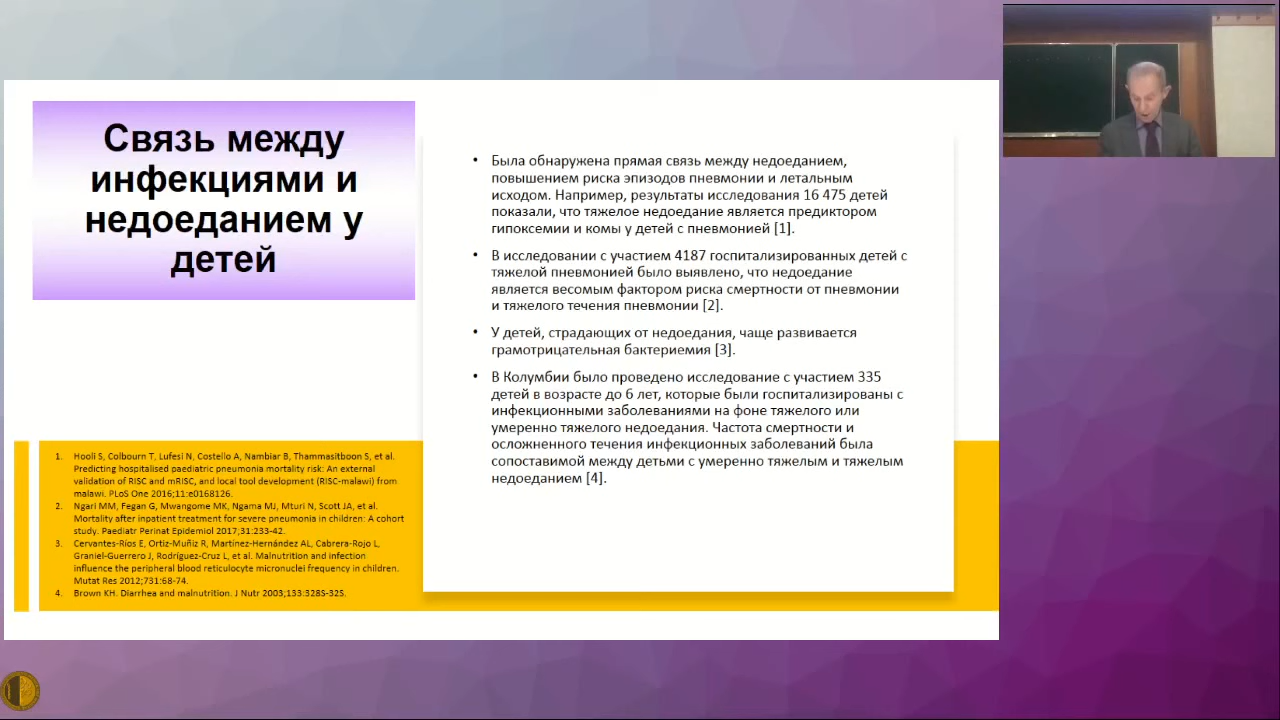 Связь между
инфекциями и
недоеданием у
детей
• Была обнаружена прямая связь между недоеданием,
повышением риска эпизодов пневмонии и летальным
исходом. Например, результаты исследования 16 475 детей
показали, что тяжелое недоедание является предиктором
гипоксемии и комы у детей с пневмонией [1].
• В исследовании с участием 4187 госпитализированных детей с
тяжелой пневмонией было выявлено, что недоедание
является весомым фактором риска смертности от пневмонии
и тяжелого течения пневмонии [2].
• У детей, страдающих от недоедания, чаще развивается
грамотрицательная бактериемия [3].
• В Колумбии было проведено исследование с участием 335
детей в возрасте до 6 лет, которые были госпитализированы с
инфекционными заболеваниями на фоне тяжелого или
умеренно тяжелого недоедания. Частота смертности и
осложненного течения инфекционных заболеваний была
сопоставимой между детьми с умеренно тяжелым и тяжелым
недоеданием [4].
1. Hooli S, Colbourn T, Lufesi N, Costello A, Nambiar B, Thammasitboon S, et al.
Predicting hospitalised paediatric pneumonia mortality risk: An external
validation of RISC and mRISC, and local tool development (RISC-malawi) from
malawi. PLoS One 2016;11:e0168126.
2. Ngari MM, Fegan G, Mwangome MK, Ngama MJ, Mturi N, Scott JA, et al.
Mortality after inpatient treatment for severe pneumonia in children: A cohort
study. Paediatr Perinat Epidemiol 2017;31:233-42.
3. Cervantes-Ríos E, Ortiz-Muñiz R, Martínez-Hernández AL, Cabrera-Rojo L,
Graniel-Guerrero J, Rodríguez-Cruz L, et al. Malnutrition and infection
influence the peripheral blood reticulocyte micronuclei frequency in children.
Mutat Res 2012;731:68-74.
4. Brown KH. Diarrhea and malnutrition. J Nutr 2003;133:328S-32S.